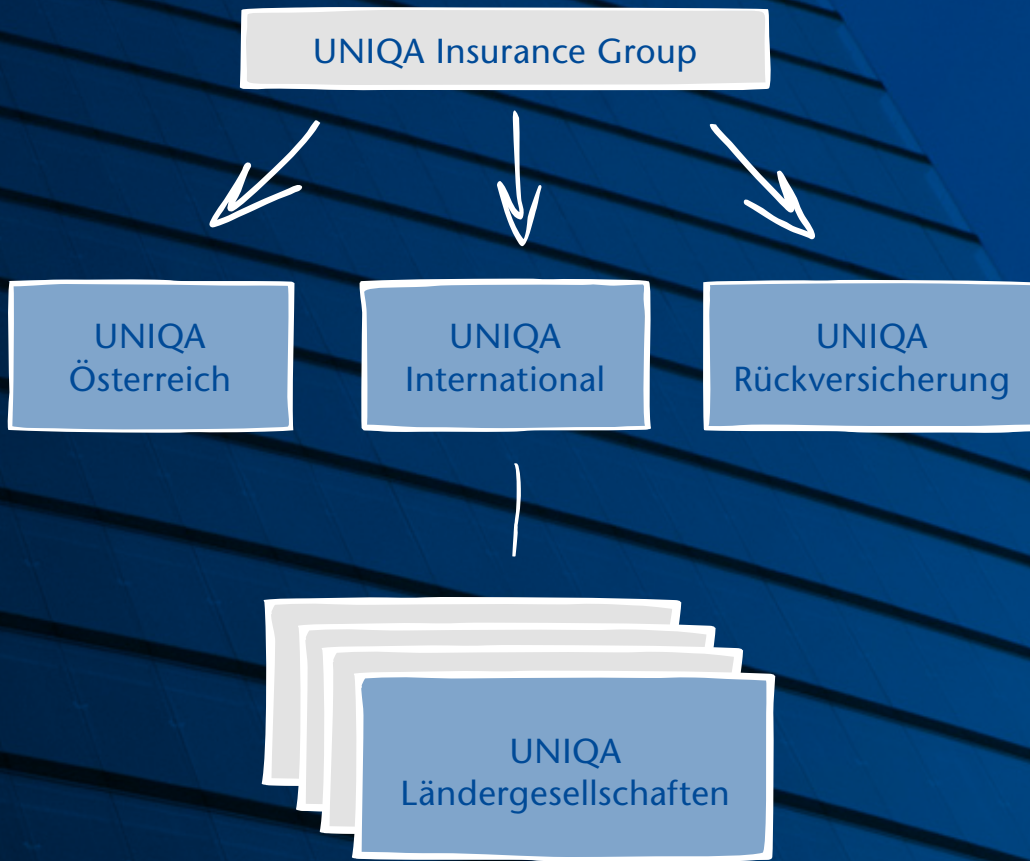 UNIQA Insurance Group
UNIQA
Österreich
UNIQA
International
UNIQA
Rückversicherung
UNIQA
Ländergesellschaften